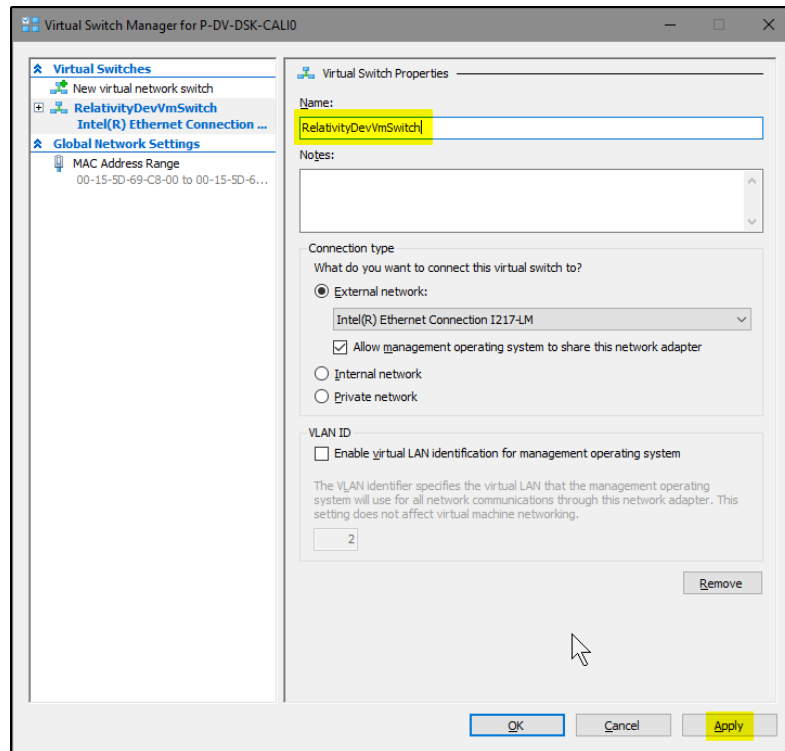 Virtual Switch Manager for P-DV-DSK-CALI0
Virtual Switches
New virtual network switch
RelativityDevVmSwitch
Intel(R) Ethernet Connection ...
Global Network Settings
MAC Address Range
00-15-5D-69-C8-00 to 00-15-5D-6...
Virtual Switch Properties
Name:
RelativityDevVmSwitch
Notes:
Connection type
What do you want to connect this virtual switch to?
External network:
Intel(R) Ethernet Connection I217-LM
Allow management operating system to share this network adapter
Internal network
Private network
VLAN ID
Enable virtual LAN identification for management operating system
The VLAN identifier specifies the virtual LAN that the management operating
system will use for all network communications through this network adapter. This
setting does not affect virtual machine networking.
2
Remove
OK
Cancel
Apply